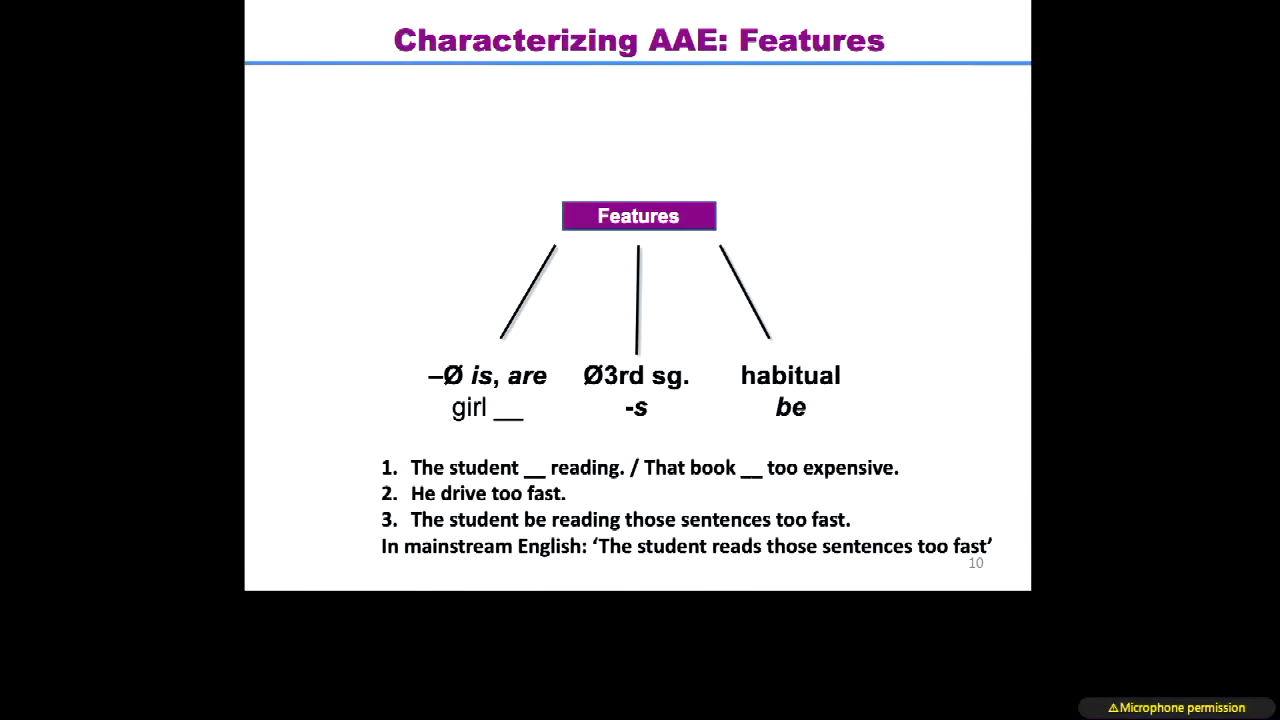 Characterizing AAE: Features
Features
–Ø is, are
girl __
Ø3rd sg.
-s
habitual
be
1. The student __ reading. / That book __ too expensive.
2. He drive too fast.
3. The student be reading those sentences too fast.
In mainstream English: ‘The student reads those sentences too fast’
10
⚠Microphone permission